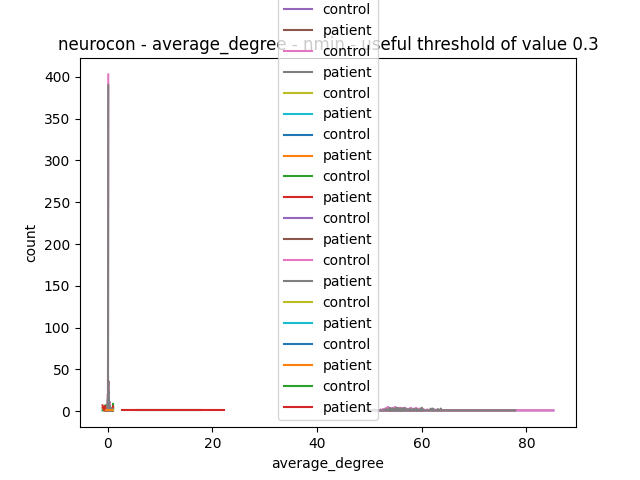 control
patient
neurocon - average_degree - nmin - useful threshold of value 0.3
control
patient
control
patient
control
patient
control
patient
control
patient
control
patient
control
patient
control
patient
control
patient
400
350
300
250
200
150
100
50
0
count
0
20
40
60
80
average_degree